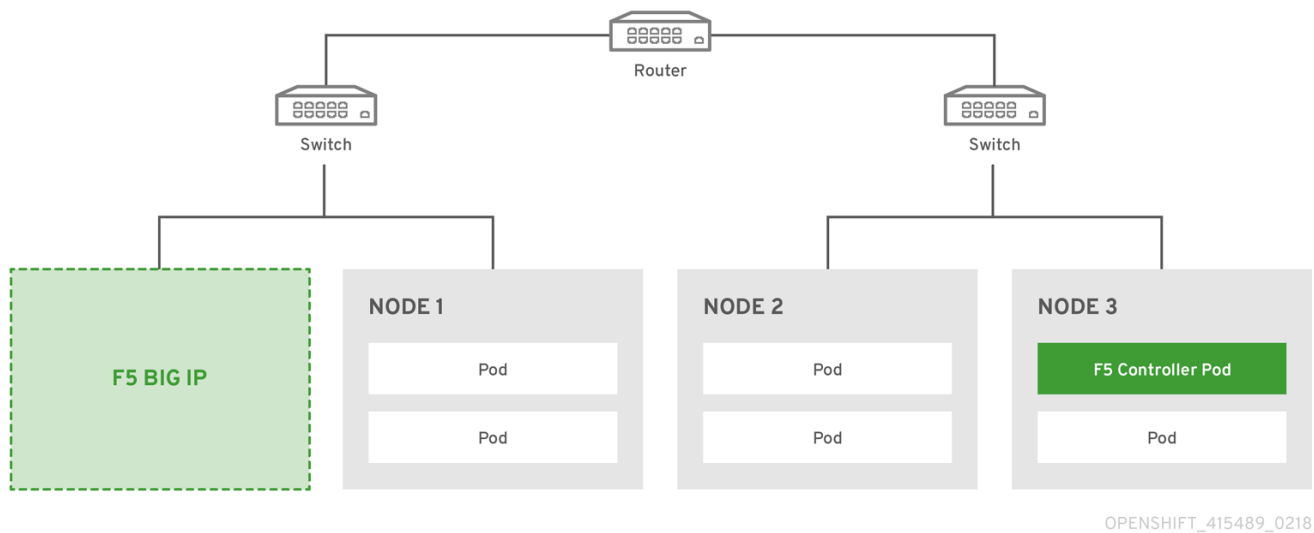 Router
Switch
Switch
F5 BIG IP
NODE 1
Pod
Pod
NODE 2
Pod
Pod
NODE 3
F5 Controller Pod
Pod
OPENSHIFT_415489_0218